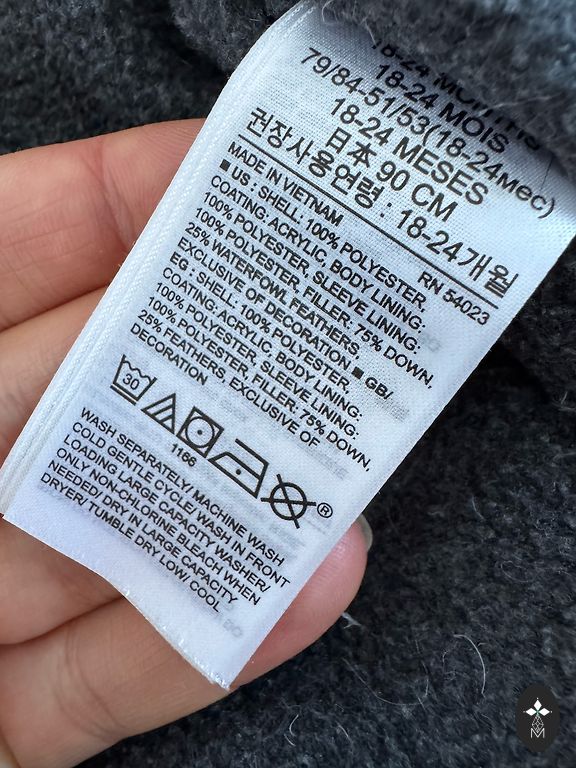 18-24 MONTHS
18-24 MOIS
79/84-51/53(18-24мес)
18-24 MESES
日本 90 CM
권장사용연령 : 18-24개월
MADE IN VIETNAM RN 54023
■ US : SHELL: 100% POLYESTER,
COATING: ACRYLIC, BODY LINING:
100% POLYESTER, SLEEVE LINING:
100% POLYESTER, FILLER: 75% DOWN,
25% WATERFOWL FEATHERS,
EXCLUSIVE OF DECORATION ■ GB/
EG : SHELL: 100% POLYESTER,
COATING: ACRYLIC, BODY LINING:
100% POLYESTER, SLEEVE LINING:
100% POLYESTER, FILLER: 75% DOWN,
25% FEATHERS, EXCLUSIVE OF
DECORATION
30
®
1166
WASH SEPARATELY/ MACHINE WASH
COLD GENTLE CYCLE/ WASH IN FRONT
LOADING LARGE CAPACITY WASHER/
ONLY NON-CHLORINE BLEACH WHEN
NEEDED/ DRY IN LARGE CAPACITY
DRYER/ TUMBLE DRY LOW/ COOL
M